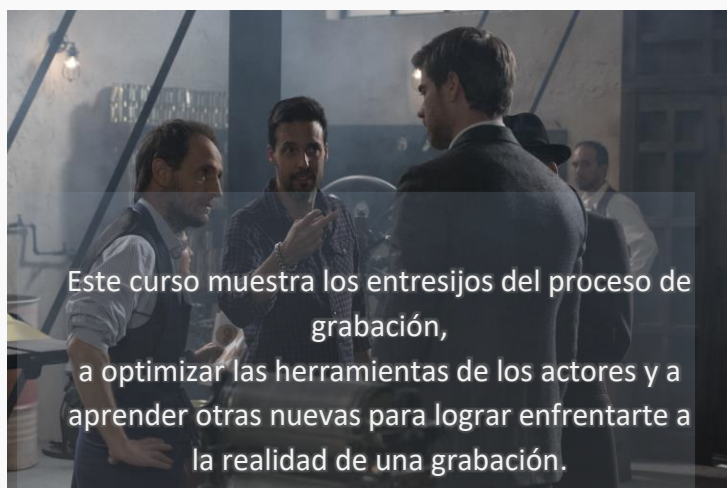 Este curso muestra los entresijos del proceso de
grabación,
a optimizar las herramientas de los actores y a
aprender otras nuevas para lograr enfrentarte a
la realidad de una grabación.